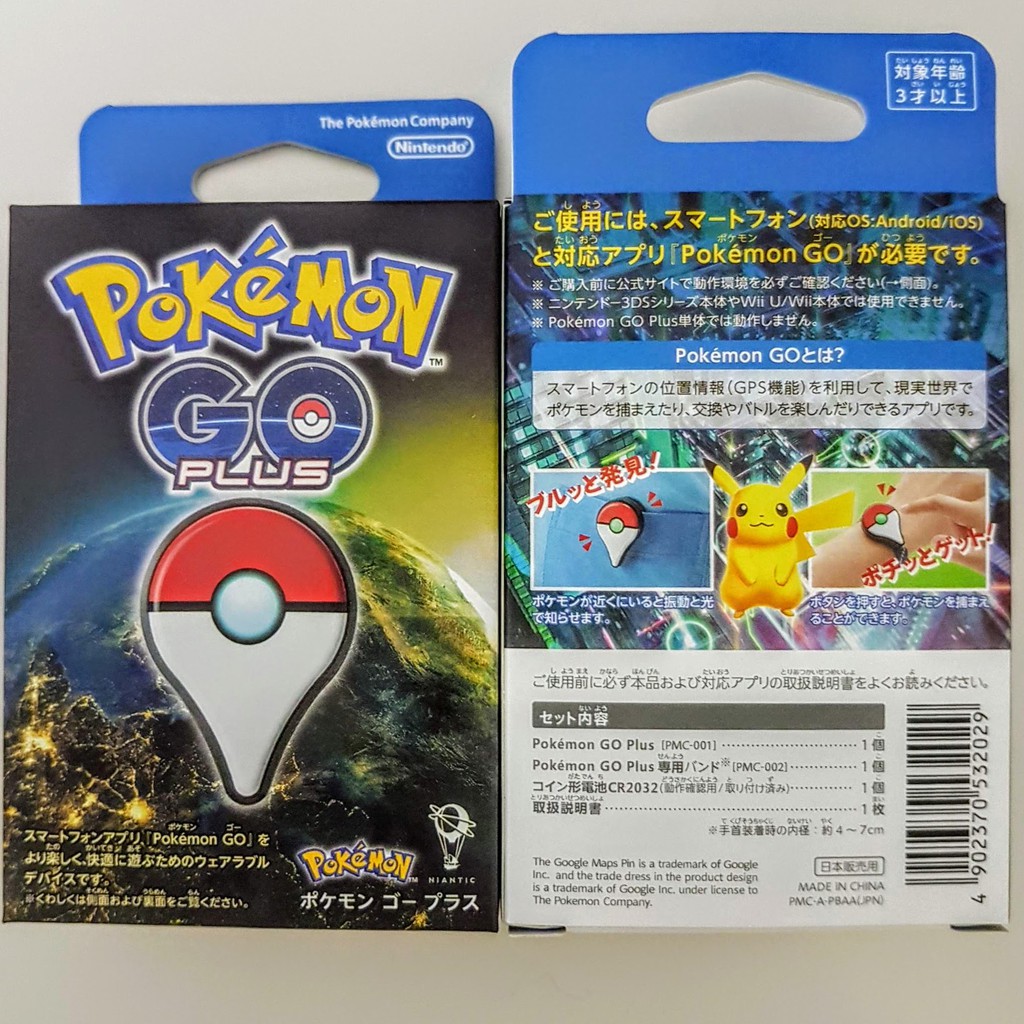 The Pokémon Company
Nintendo
POKéMON
TM
GO
PLUS
スマートフォンアプリ『Pokémon GO』を
より楽しく、快適に遊ぶためのウェアラブル
デバイスです。
※くわしくは側面および裏面をご覧ください。
POKéMON
NIANTIC
ポケモン ゴー プラス
対象年齢
3才以上
ご使用には、スマートフォン(対応OS:Android/iOS)
と対応アプリ『Pokémon GO』が必要です。
※ ご購入前に公式サイトで動作環境を必ずご確認ください(→側面)。
※ ニンテンドー3DSシリーズ本体やWii U/Wii本体では使用できません。
※ Pokémon GO Plus単体では動作しません。
Pokémon GOとは?
スマートフォンの位置情報(GPS機能)を利用して、現実世界で
ポケモンを捕まえたり、交換やバトルを楽しんだりできるアプリです。
ブルッと発見!
ポチッとゲット!
ポケモンが近くにいると振動と光
で知らせます。
ボタンを押すと、ポケモンを捕まえ
ることができます。
ご使用前に必ず本品および対応アプリの取扱説明書をよくお読みください。
セット内容
Pokémon GO Plus [PMC-001] 1個
Pokémon GO Plus 専用バンド※[PMC-002] 1個
コイン形電池CR2032(動作確認用/取り付け済み) 1個
取扱説明書 1枚
※手首装着時の内径:約4~7cm
The Google Maps Pin is a trademark of Google
Inc. and the trade dress in the product design
is a trademark of Google Inc. under license to
The Pokemon Company.
日本販売用
MADE IN CHINA
PMC-A-PBAA(JPN)
4 902370 532029